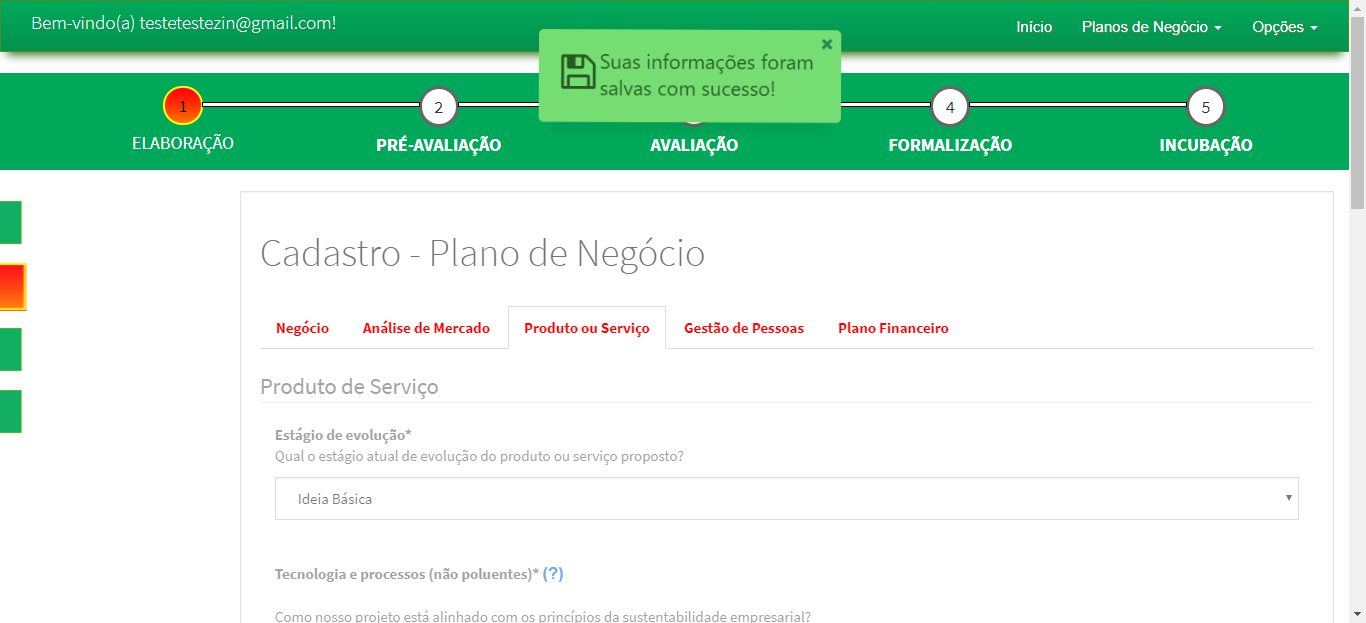 Bem-vindo(a) testetestezin@gmail.com!
Início Planos de Negócio Opções
Suas informações foram
salvas com sucesso!
1 2 4 5
ELABORAÇÃO PRÉ-AVALIAÇÃO AVALIAÇÃO FORMALIZAÇÃO INCUBAÇÃO
Cadastro - Plano de Negócio
Negócio Análise de Mercado Produto ou Serviço Gestão de Pessoas Plano Financeiro
Produto de Serviço
Estágio de evolução*
Qual o estágio atual de evolução do produto ou serviço proposto?
Ideia Básica
Tecnologia e processos (não poluentes)* (?)
Como nosso projeto está alinhado com os princípios da sustentabilidade empresarial?